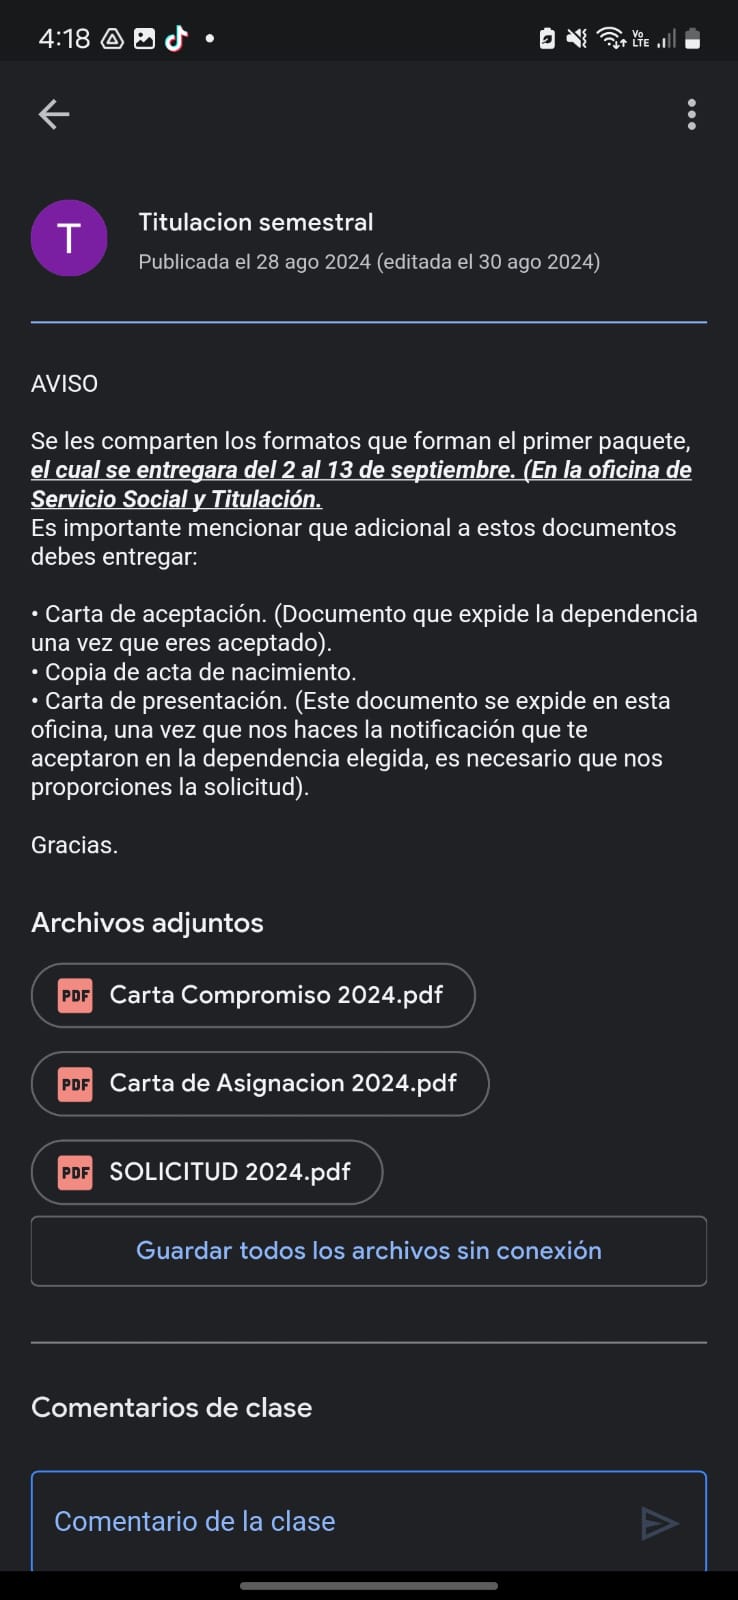 4:18
Vo
LTE
T
Titulacion semestral
Publicada el 28 ago 2024 (editada el 30 ago 2024)
AVISO
Se les comparten los formatos que forman el primer paquete,
el cual se entregara del 2 al 13 de septiembre. (En la oficina de
Servicio Social y Titulación.
Es importante mencionar que adicional a estos documentos
debes entregar:
• Carta de aceptación. (Documento que expide la dependencia
una vez que eres aceptado).
• Copia de acta de nacimiento.
• Carta de presentación. (Este documento se expide en esta
oficina, una vez que nos haces la notificación que te
aceptaron en la dependencia elegida, es necesario que nos
proporciones la solicitud).
Gracias.
Archivos adjuntos
PDF Carta Compromiso 2024.pdf
PDF Carta de Asignacion 2024.pdf
PDF SOLICITUD 2024.pdf
Guardar todos los archivos sin conexión
Comentarios de clase
Comentario de la clase